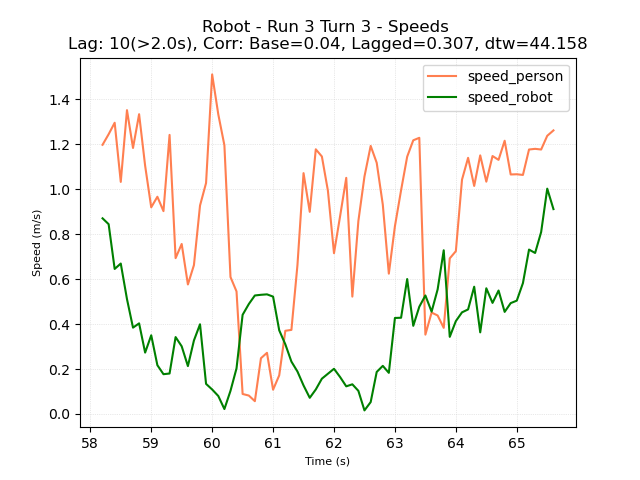 Robot - Run 3 Turn 3 - Speeds
Lag: 10(>2.0s), Corr: Base=0.04, Lagged=0.307, dtw=44.158
speed_person
speed_robot
1.4
1.2
1.0
0.8
0.6
0.4
0.2
0.0
Speed (m/s)
58 59 60 61 62 63 64 65
Time (s)